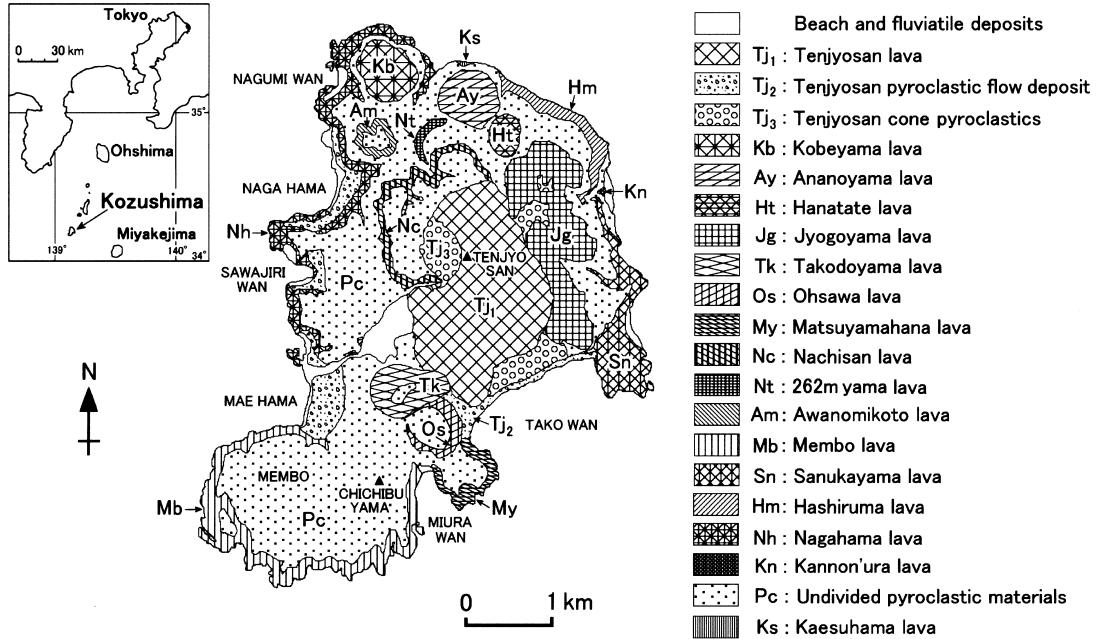 Tokyo
0 30 km
35°
Ohshima
Kozushima
Miyakejima
139° 140° 34°
N
NAGUMI WAN
Kb
Ks
Ay
Hm
Am
Nt
Ht
NAGA HAMA
Kn
Nh
Nc
Tj3
TENJYO
SAN
Jg
SAWAJIRI
WAN
Pc
Tj1
Sn
Tk
MAE HAMA
Os
Tj2
TAKO WAN
MEMBO
CHICHIBU
YAMA
Mb
Pc
My
MIURA
WAN
0 1 km
Beach and fluviatile deposits
Tj1 : Tenjyosan lava
Tj2 : Tenjyosan pyroclastic flow deposit
Tj3 : Tenjyosan cone pyroclastics
Kb : Kobeyama lava
Ay : Ananoyama lava
Ht : Hanatate lava
Jg : Jyogoyama lava
Tk : Takodoyama lava
Os : Ohsawa lava
My : Matsuyamahana lava
Nc : Nachisan lava
Nt : 262m yama lava
Am : Awanomikoto lava
Mb : Membo lava
Sn : Sanukayama lava
Hm : Hashiruma lava
Nh : Nagahama lava
Kn : Kannon'ura lava
Pc : Undivided pyroclastic materials
Ks : Kaesuhama lava